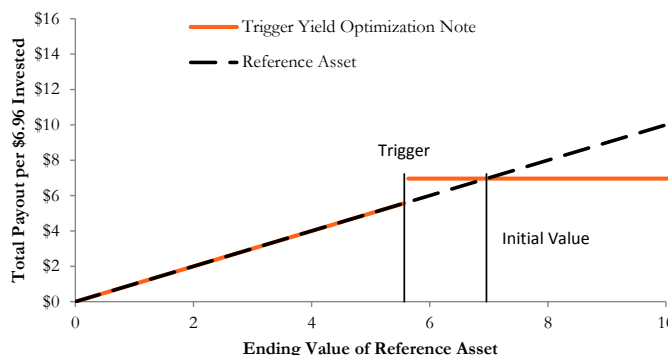 $16
$14
$12
$10
$8
$6
$4
$2
$0
Total Payout per $6.96 Invested
Trigger Yield Optimization Note
Reference Asset
Trigger
Initial Value
0
2
4
6
8
10
Ending Value of Reference Asset